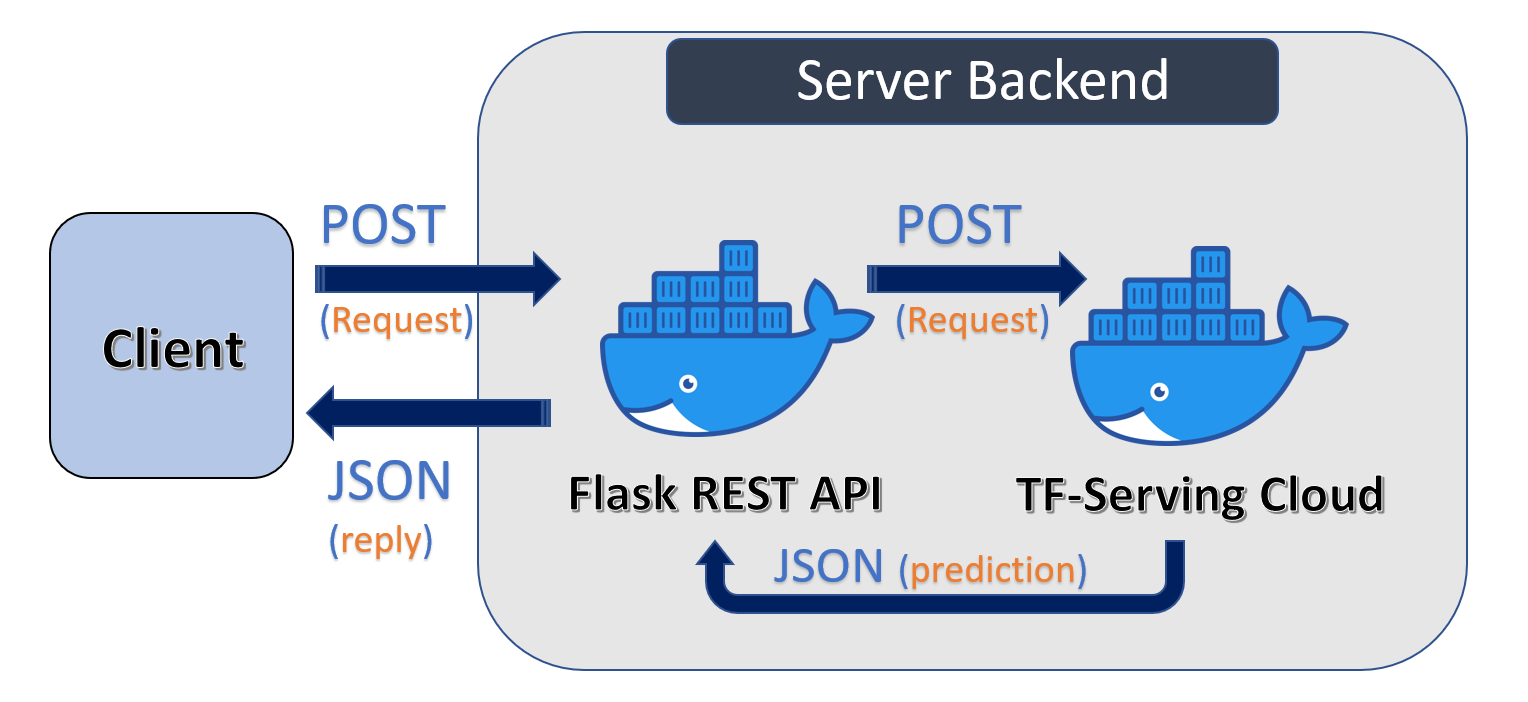 Server Backend
POST
(Request)
Client
JSON
(reply)
POST
(Request)
Flask REST API
TF-Serving Cloud
JSON (prediction)